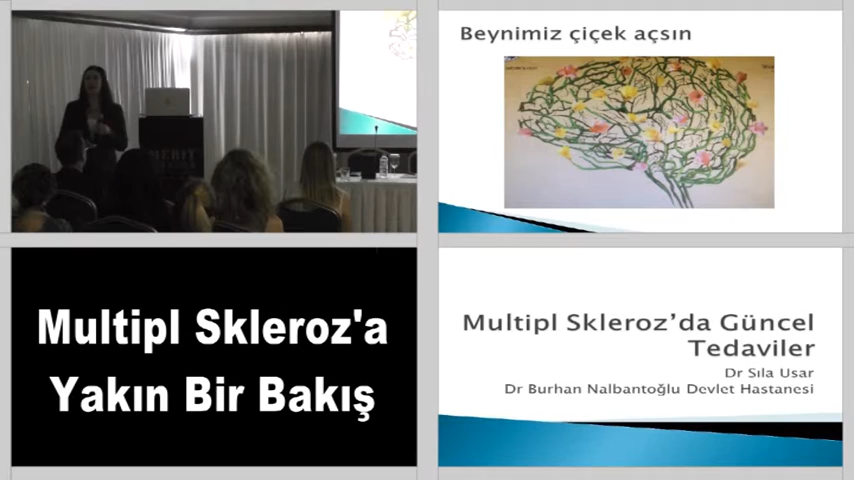 MERIT
Beynimiz çiçek açsın
Multipl Skleroz'a
Yakın Bir Bakış
Multipl Skleroz’da Güncel
Tedaviler
Dr Sıla Usar
Dr Burhan Nalbantoğlu Devlet Hastanesi